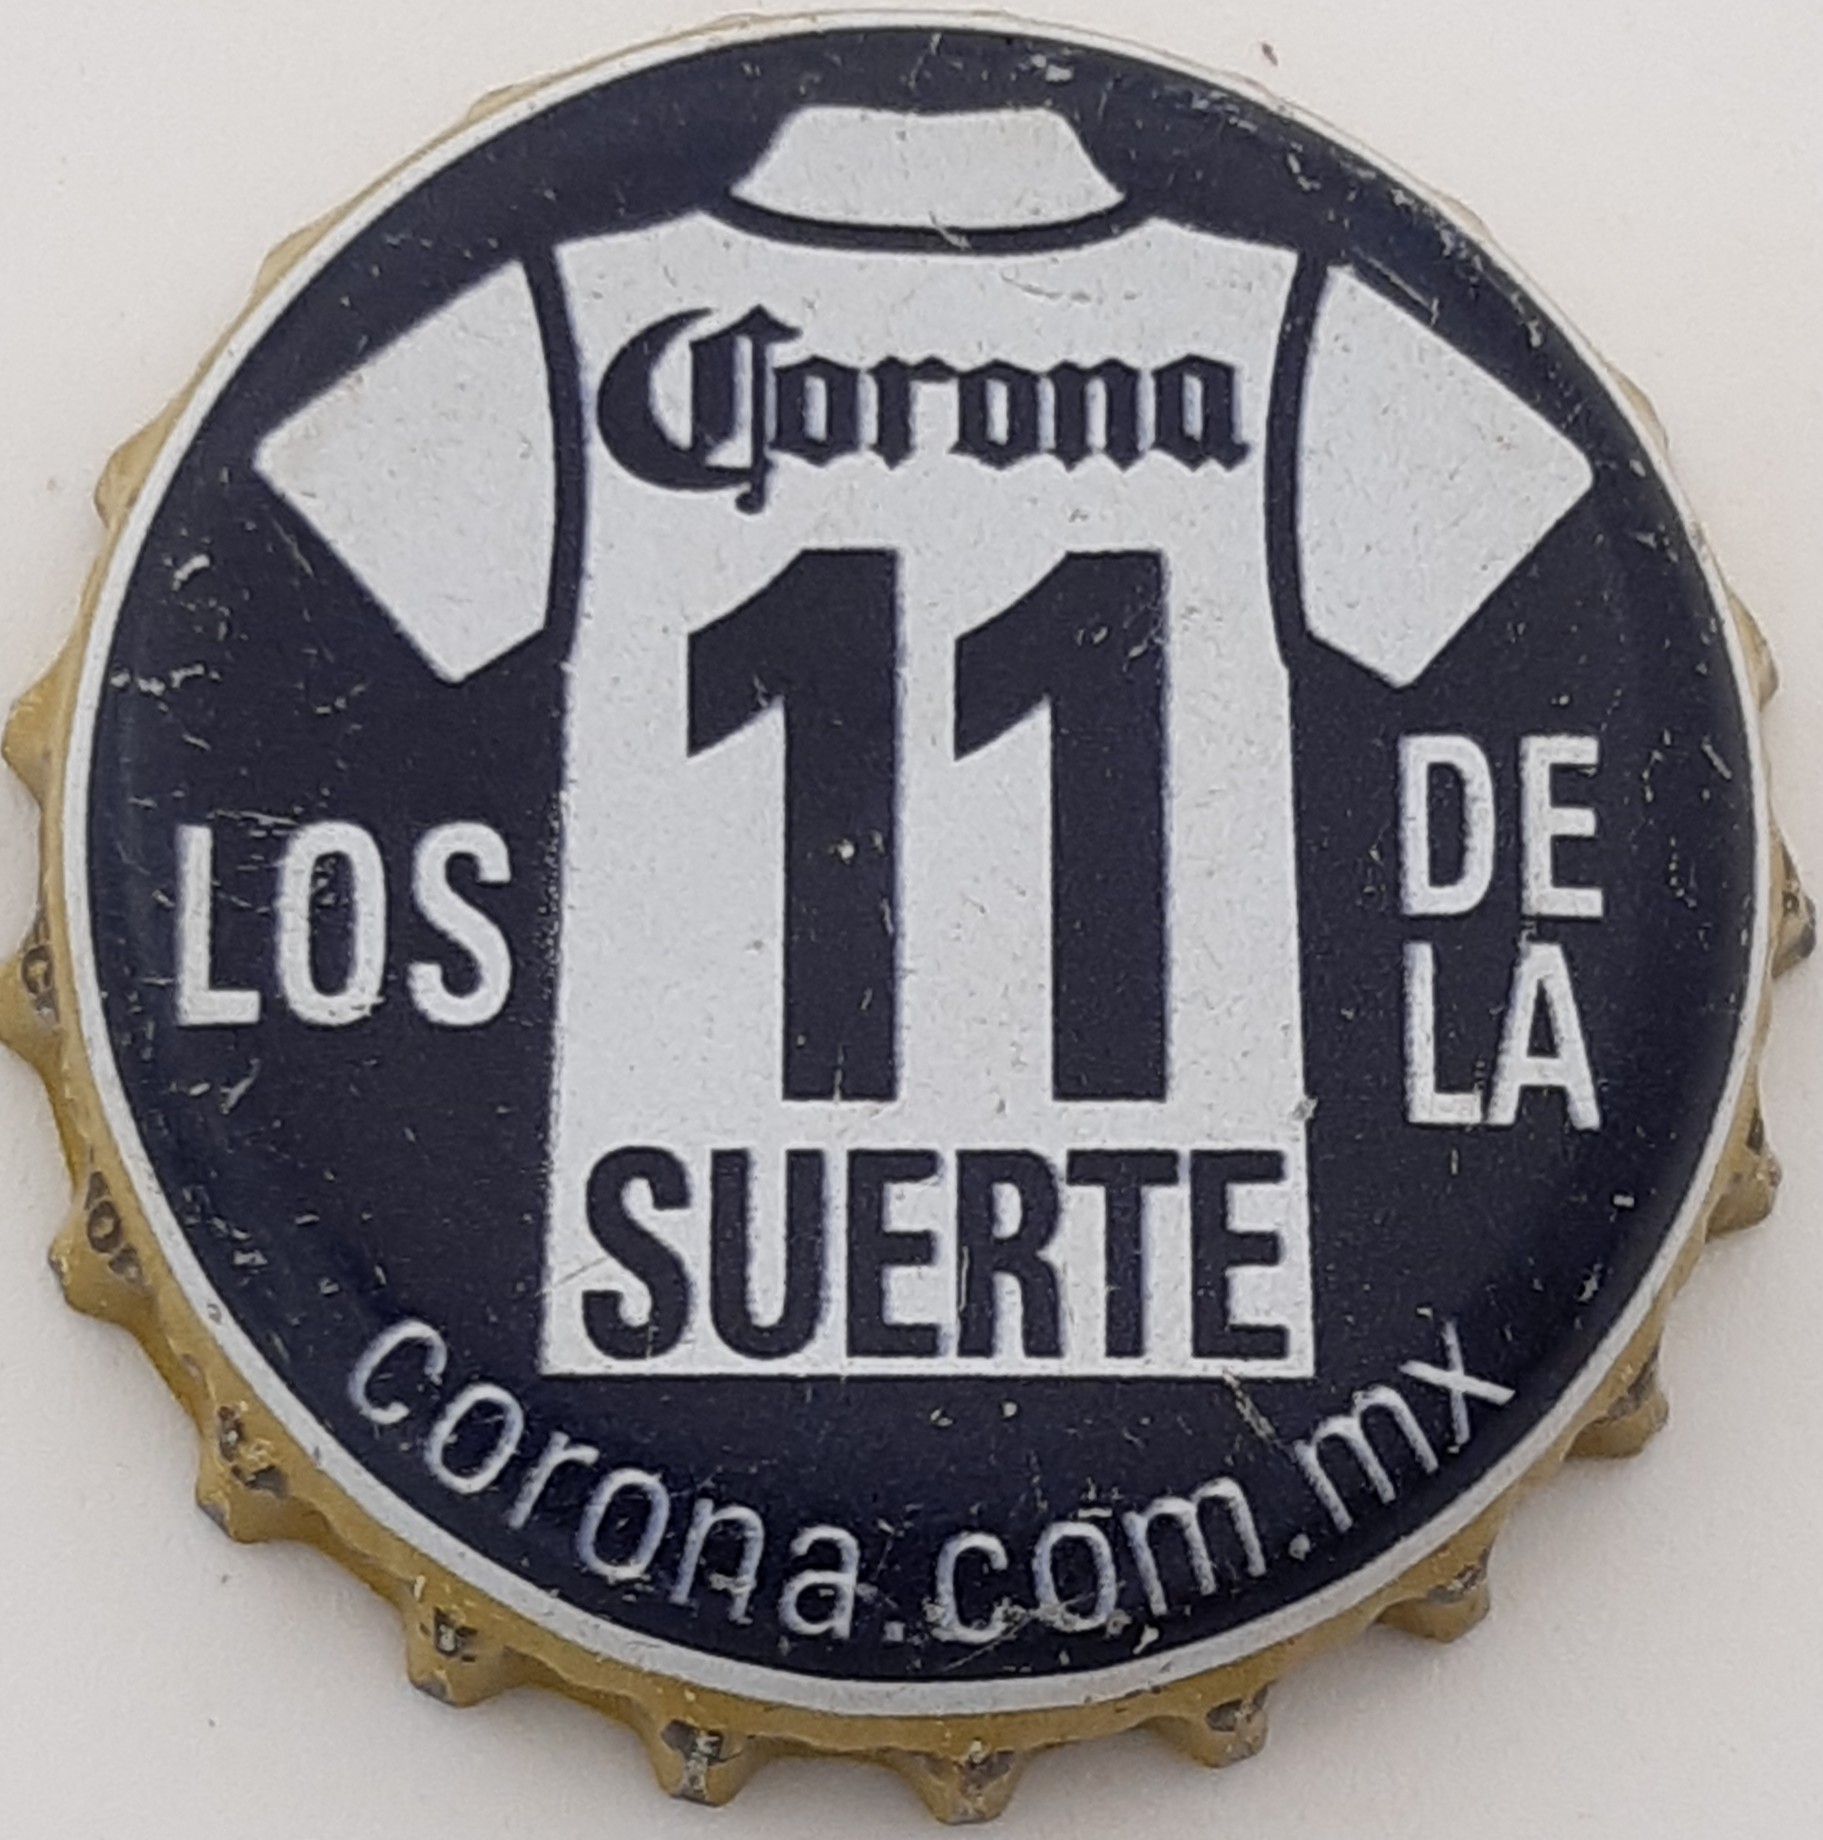 Corona
LOS 11 DE
LA
SUERTE
corona.com.mx